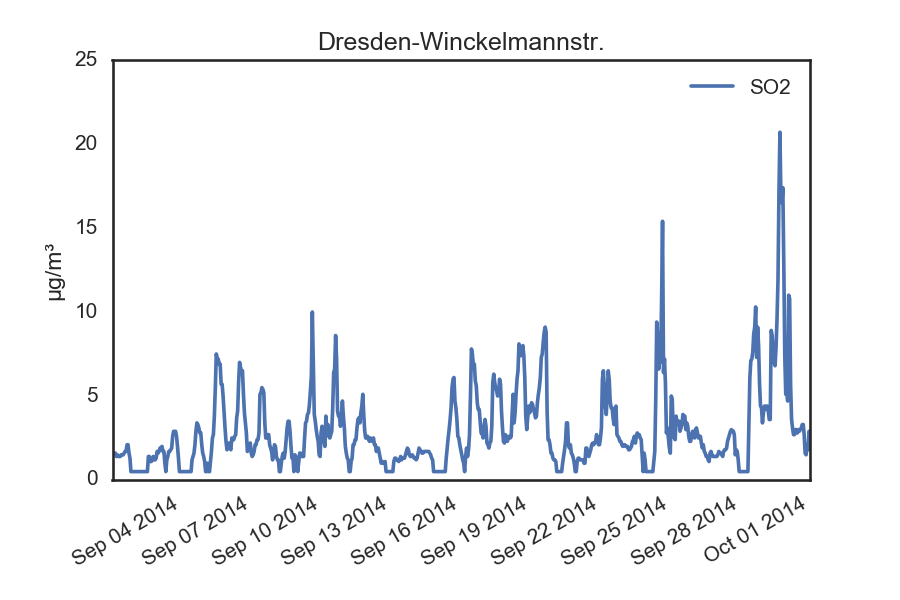 Dresden-Winckelmannstr.
25
SO2
20
15
µg/m³
10
5
0
Sep 04 2014
Sep 07 2014
Sep 10 2014
Sep 13 2014
Sep 16 2014
Sep 19 2014
Sep 22 2014
Sep 25 2014
Sep 28 2014
Oct 01 2014